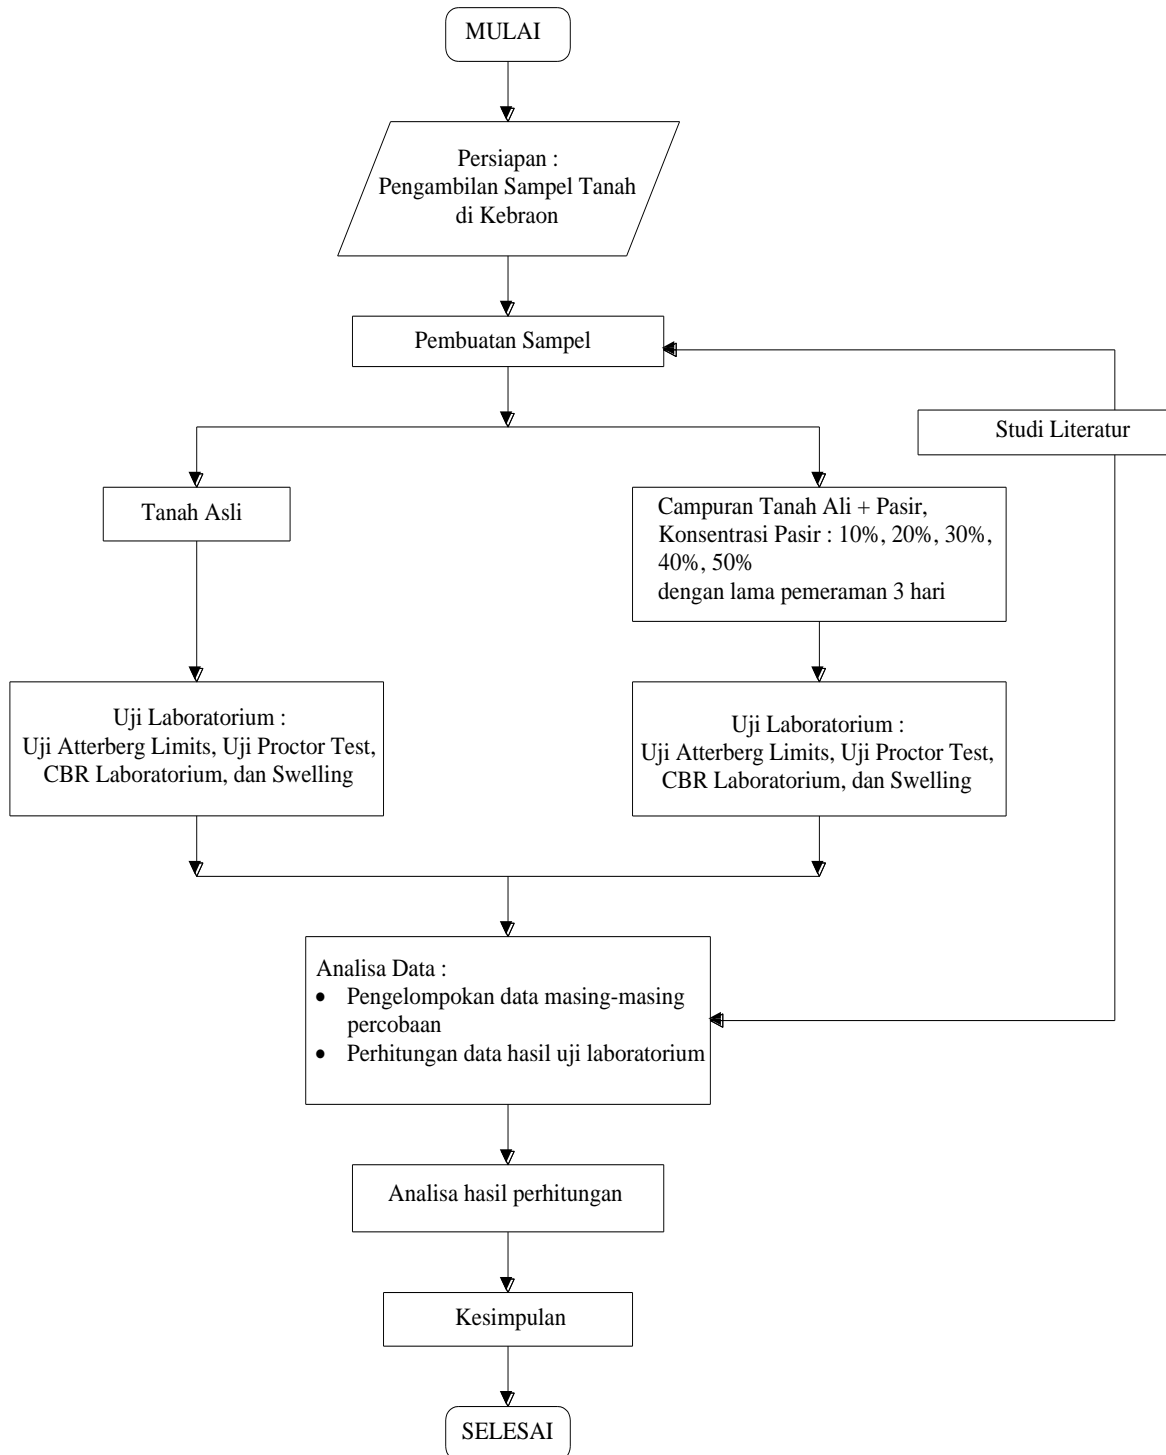 MULAI
Persiapan :
Pengambilan Sampel Tanah
di Kebraon
Pembuatan Sampel
Studi Literatur
Tanah Asli
Campuran Tanah Ali + Pasir,
Konsentrasi Pasir : 10%, 20%, 30%,
40%, 50%
dengan lama pemeraman 3 hari
Uji Laboratorium :
Uji Atterberg Limits, Uji Proctor Test,
CBR Laboratorium, dan Swelling
Uji Laboratorium :
Uji Atterberg Limits, Uji Proctor Test,
CBR Laboratorium, dan Swelling
Analisa Data :
• Pengelompokan data masing-masing
percobaan
• Perhitungan data hasil uji laboratorium
Analisa hasil perhitungan
Kesimpulan
SELESAI